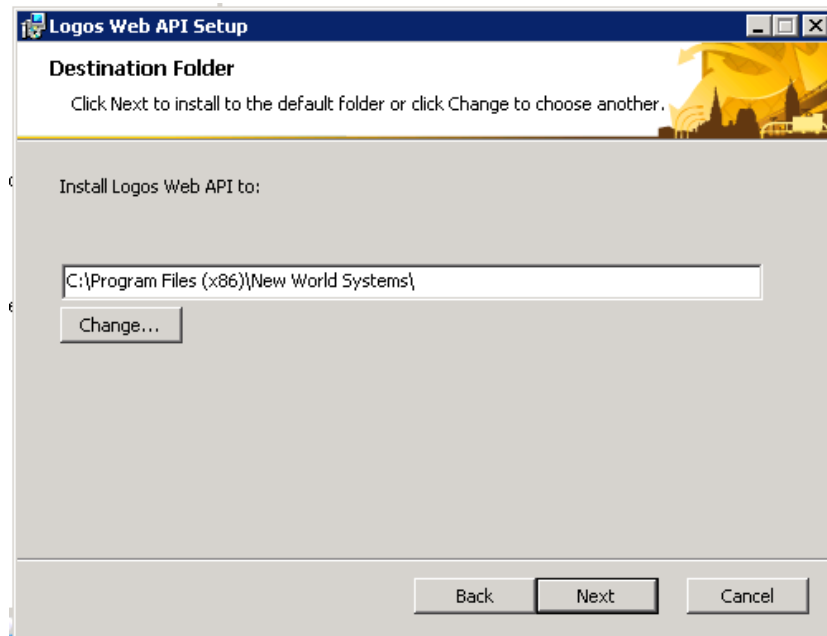 Logos Web API Setup
Destination Folder
Click Next to install to the default folder or click Change to choose another.
Install Logos Web API to:
C:\Program Files (x86)\New World Systems\
Change...
Back Next Cancel